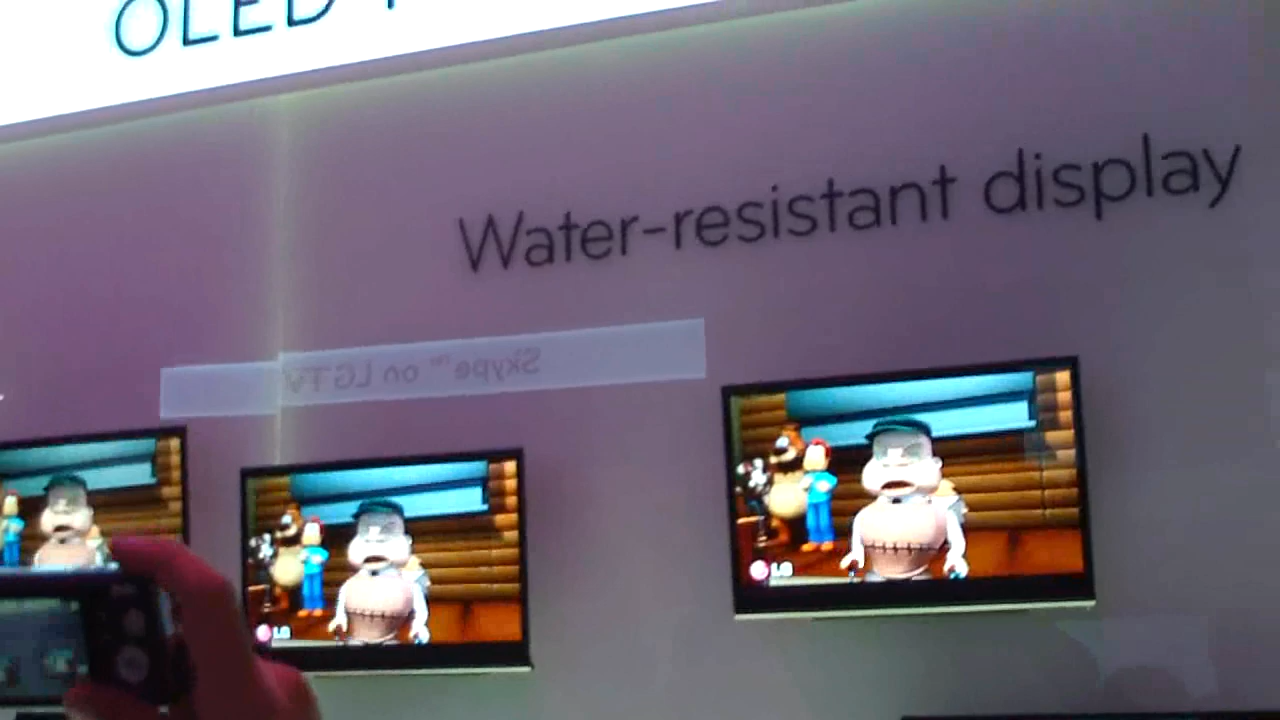 OLED
Water-resistant display
Skype™ on LG TV
LG
LG